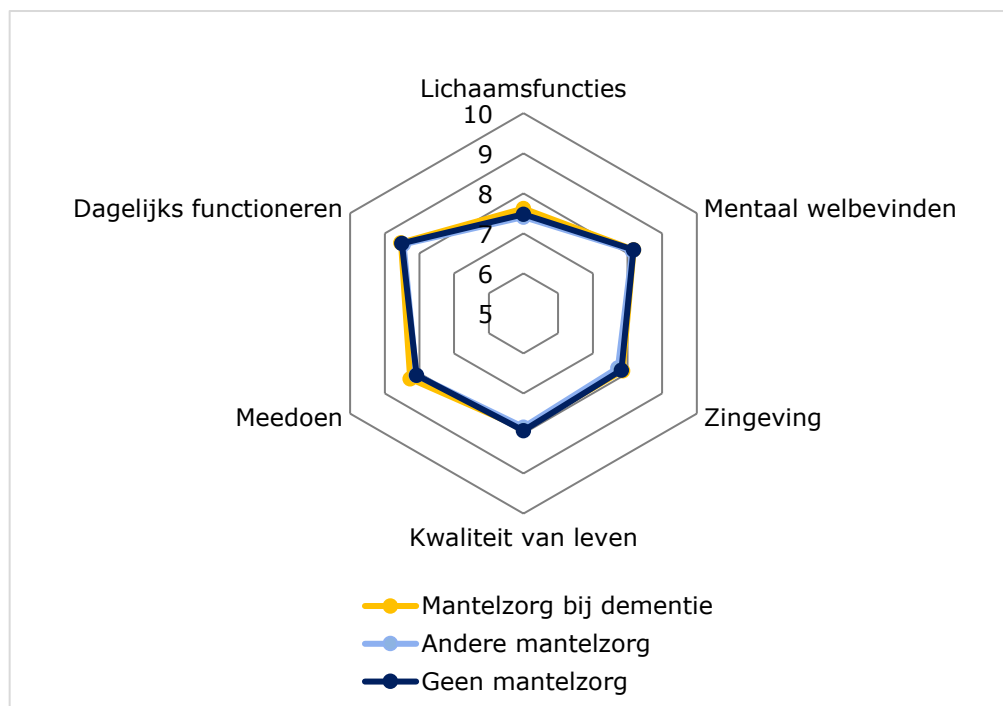 Lichaamsfuncties
10
9
8
7
6
5
Mentaal welbevinden
Zingeving
Kwaliteit van leven
Meedoen
Dagelijks functioneren
Mantelzorg bij dementie
Andere mantelzorg
Geen mantelzorg